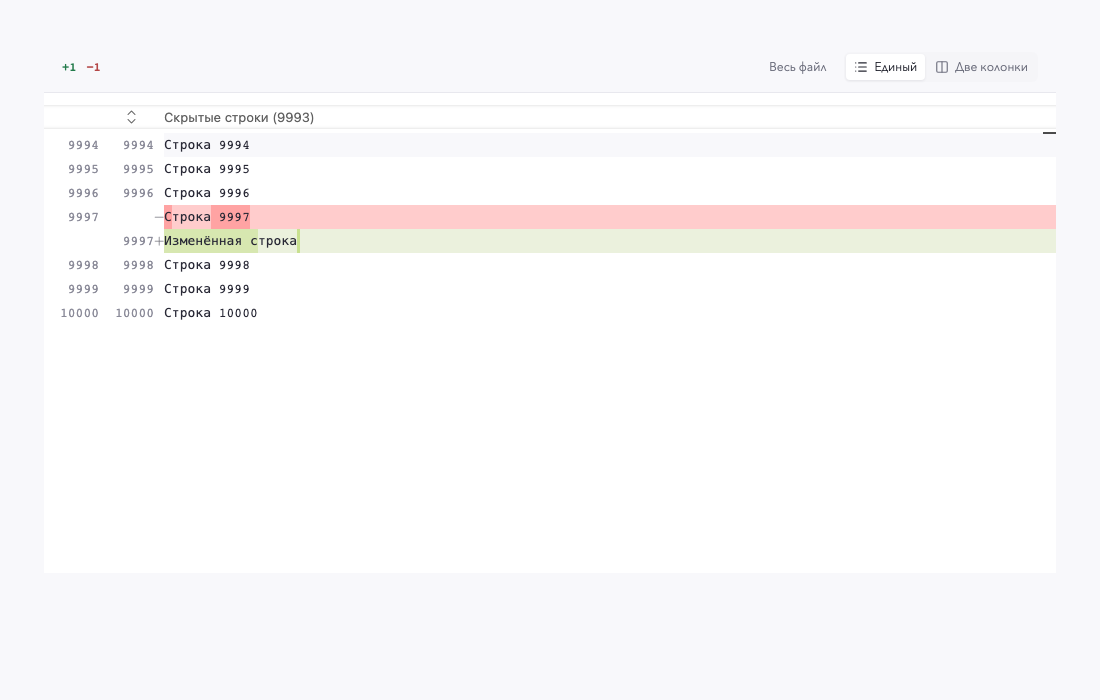 +1 −1 Весь файл Единый Две колонки
Скрытые строки (9993)
9994 9994 Строка 9994
9995 9995 Строка 9995
9996 9996 Строка 9996
9997 −Строка 9997
9997+Изменённая строка
9998 9998 Строка 9998
9999 9999 Строка 9999
10000 10000 Строка 10000